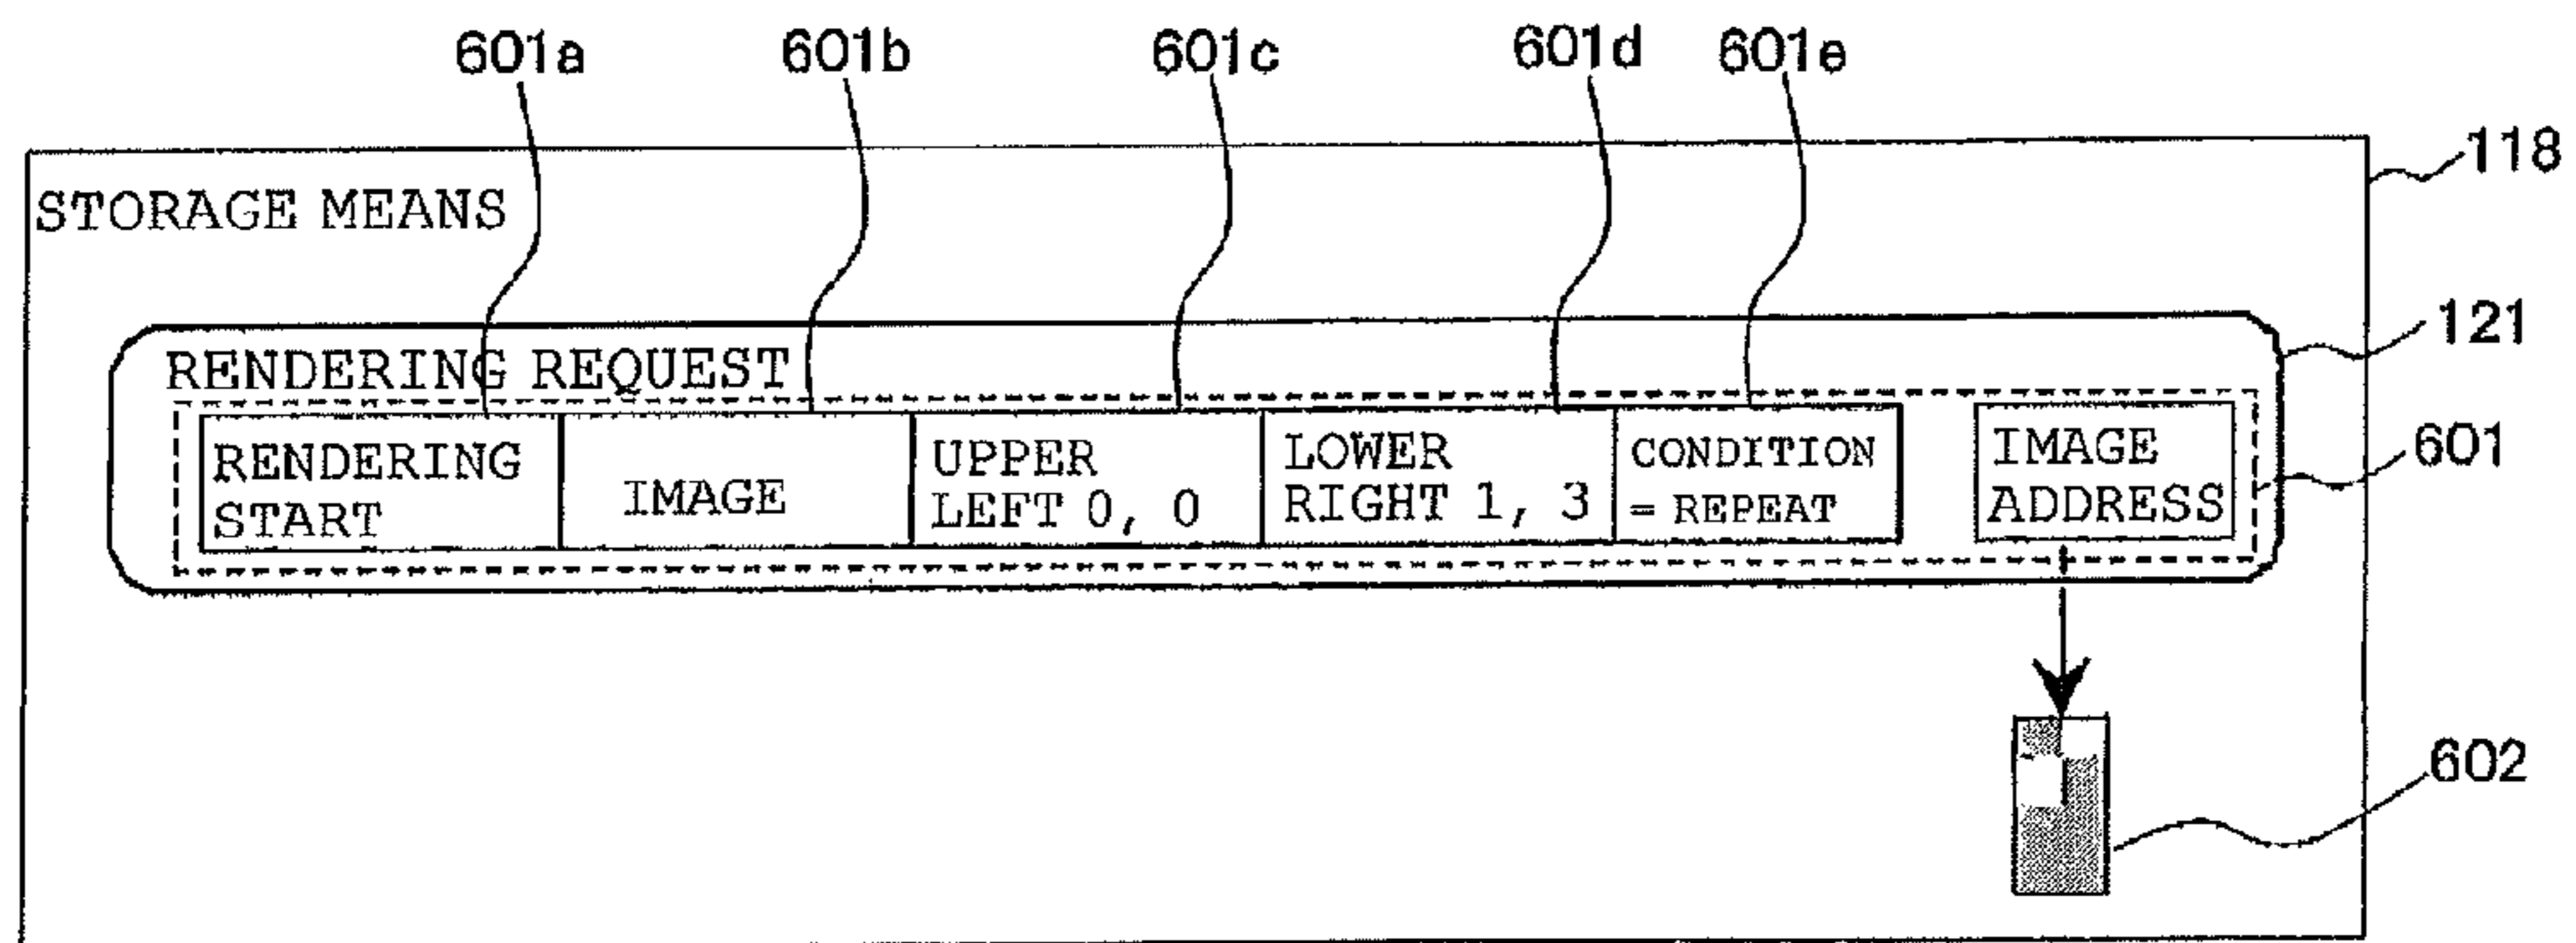 601a 601b 601c 601d 601e
118
STORAGE MEANS
121
RENDERING REQUEST
RENDERING
START
IMAGE
UPPER
LEFT 0, 0
LOWER
RIGHT 1, 3
CONDITION
= REPEAT
IMAGE
ADDRESS
601
602